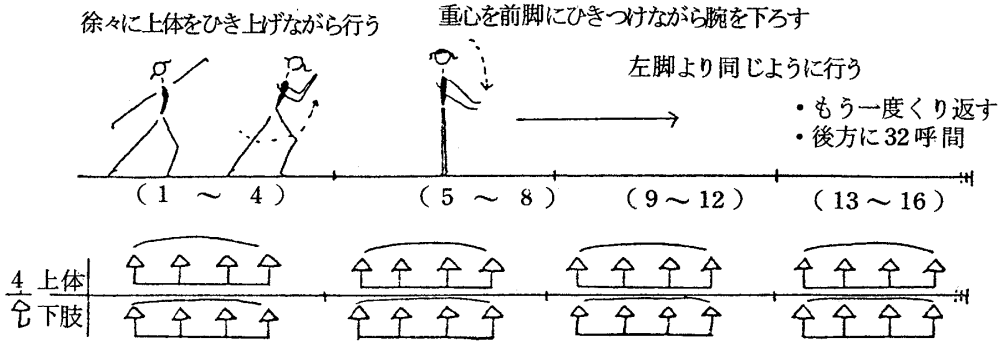 徐々に上体をひき上げながら行う
重心を前脚にひきつけながら腕を下ろす
左脚より同じように行う
・もう一度くり返す
・後方に32呼間
(1 〜 4)
(5 〜 8)
(9〜12)
(13〜16)
4
上体
下肢